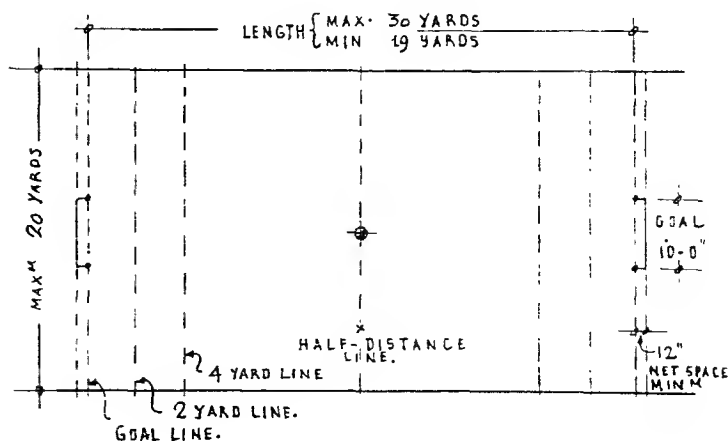 LENGTH { MAX. 30 YARDS
MIN 19 YARDS
MAXᴹ 20 YARDS
GOAL
10-0"
HALF-DISTANCE
LINE.
12"
NET SPACE
MINᴹ
4 YARD LINE
2 YARD LINE.
GOAL LINE.